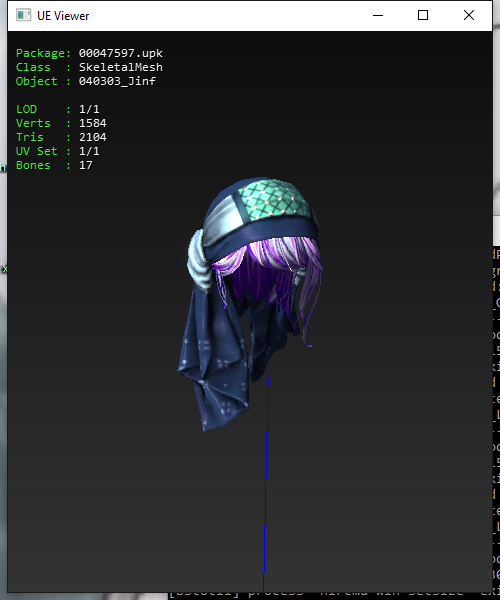 UE Viewer
Package: 00047597.upk
Class : SkeletalMesh
Object : 040303_Jinf
LOD : 1/1
Verts : 1584
Tris : 2104
UV Set : 1/1
Bones : 17